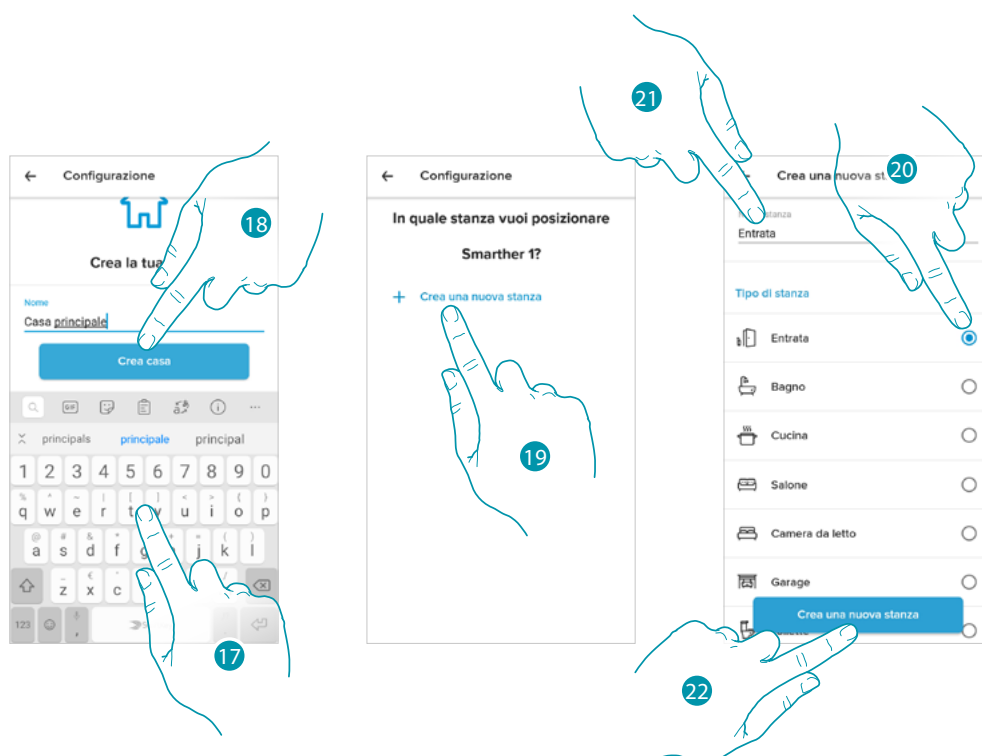 21
20
← Configurazione
18
Crea la tua
Nome
Casa principale
Crea casa
GIF
principals principale principal
1 2 3 4 5 6 7 8 9 0
q w e r t y u i o p
a s d f g j k l
z x c
123 ,
17
← Configurazione
In quale stanza vuoi posizionare
Smarther 1?
+ Crea una nuova stanza
19
Crea una nuova
stanza
Entrata
Tipo di stanza
Entrata
Bagno
Cucina
Salone
Camera da letto
Garage
Crea una nuova stanza
22